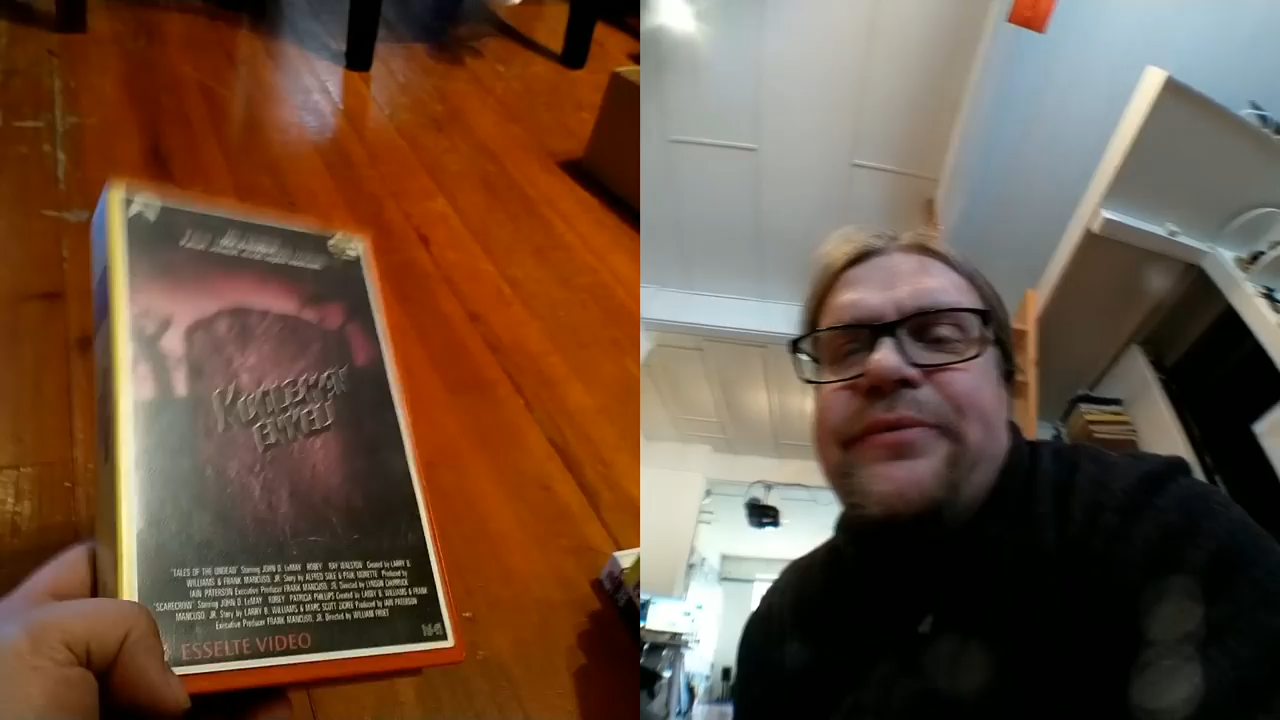 KUOLEMAN
ENKELI
"TALES OF THE UNDEAD" Starring JOHN D. LeMAY ROBEY RAY WALSTON Created by LARRY B.
WILLIAMS & FRANK MANCUSO, JR. Story by ALFRED SOLE & PAUL MONETTE Produced by
IAIN PATERSON Executive Producer FRANK MANCUSO, JR. Directed by LYNDON CHUBBUCK
"SCARECROW" Starring JOHN D. LeMAY ROBEY PATRICIA PHILLIPS Created by LARRY B. WILLIAMS & FRANK
MANCUSO, JR. Story by LARRY B. WILLIAMS & MARC SCOTT ZICREE Produced by IAIN PATERSON
Executive Producer FRANK MANCUSO, JR. Directed by WILLIAM FRUET
ESSELTE VIDEO